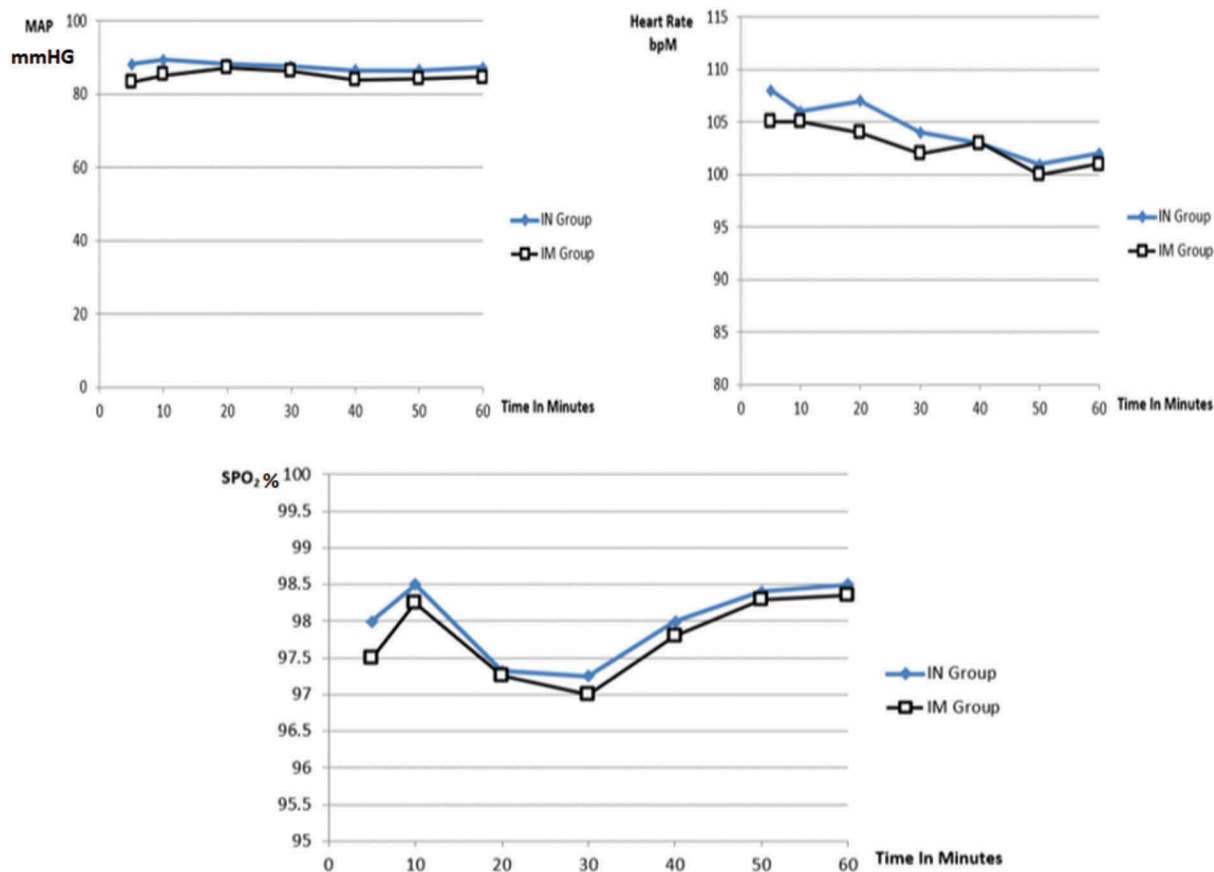 MAP
mmHG
100
80
60
40
20
0
0 10 20 30 40 50 60 Time In Minutes
IN Group
IM Group
Heart Rate
bpM
115
110
105
100
95
90
85
80
0 10 20 30 40 50 60 Time In Minutes
IN Group
IM Group
SPO₂ %
100
99.5
99
98.5
98
97.5
97
96.5
96
95.5
95
0 10 20 30 40 50 60 Time In Minutes
IN Group
IM Group